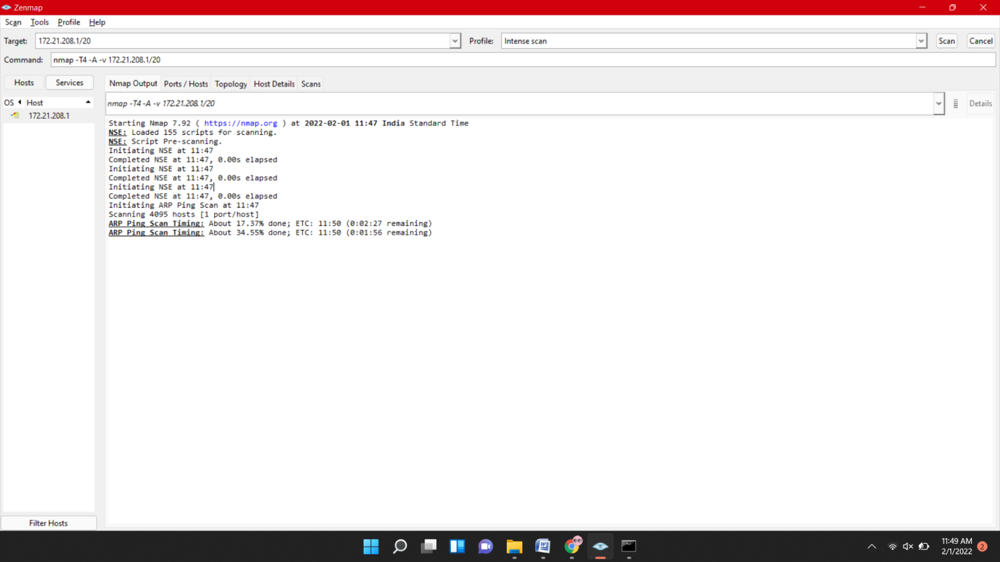 Zenmap
Scan Tools Profile Help
Target: 172.21.208.1/20 Profile: Intense scan Scan Cancel
Command: nmap -T4 -A -v 172.21.208.1/20
Hosts Services Nmap Output Ports / Hosts Topology Host Details Scans
OS Host
nmap -T4 -A -v 172.21.208.1/20 Details
172.21.208.1
Starting Nmap 7.92 ( https://nmap.org ) at 2022-02-01 11:47 India Standard Time
NSE: Loaded 155 scripts for scanning.
NSE: Script Pre-scanning.
Initiating NSE at 11:47
Completed NSE at 11:47, 0.00s elapsed
Initiating NSE at 11:47
Completed NSE at 11:47, 0.00s elapsed
Initiating NSE at 11:47
Completed NSE at 11:47, 0.00s elapsed
Initiating ARP Ping Scan at 11:47
Scanning 4095 hosts [1 port/host]
ARP Ping Scan Timing: About 17.37% done; ETC: 11:50 (0:02:27 remaining)
ARP Ping Scan Timing: About 34.55% done; ETC: 11:50 (0:01:56 remaining)
Filter Hosts
11:49 AM
2/1/2022
2